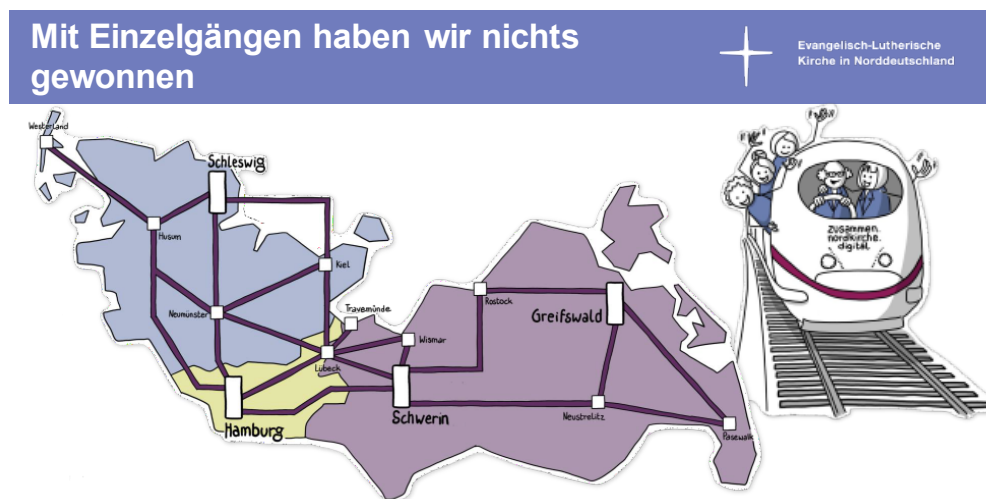 Mit Einzelgängen haben wir nichts
gewonnen
Evangelisch-Lutherische
Kirche in Norddeutschland
Westerland
Schleswig
Husum
Kiel
Neumünster
Travemünde
Rostock
Greifswald
Wismar
Lübeck
Hamburg
Schwerin
Neustrelitz
Pasewalk
zusammen.
nordkirche.
digital.